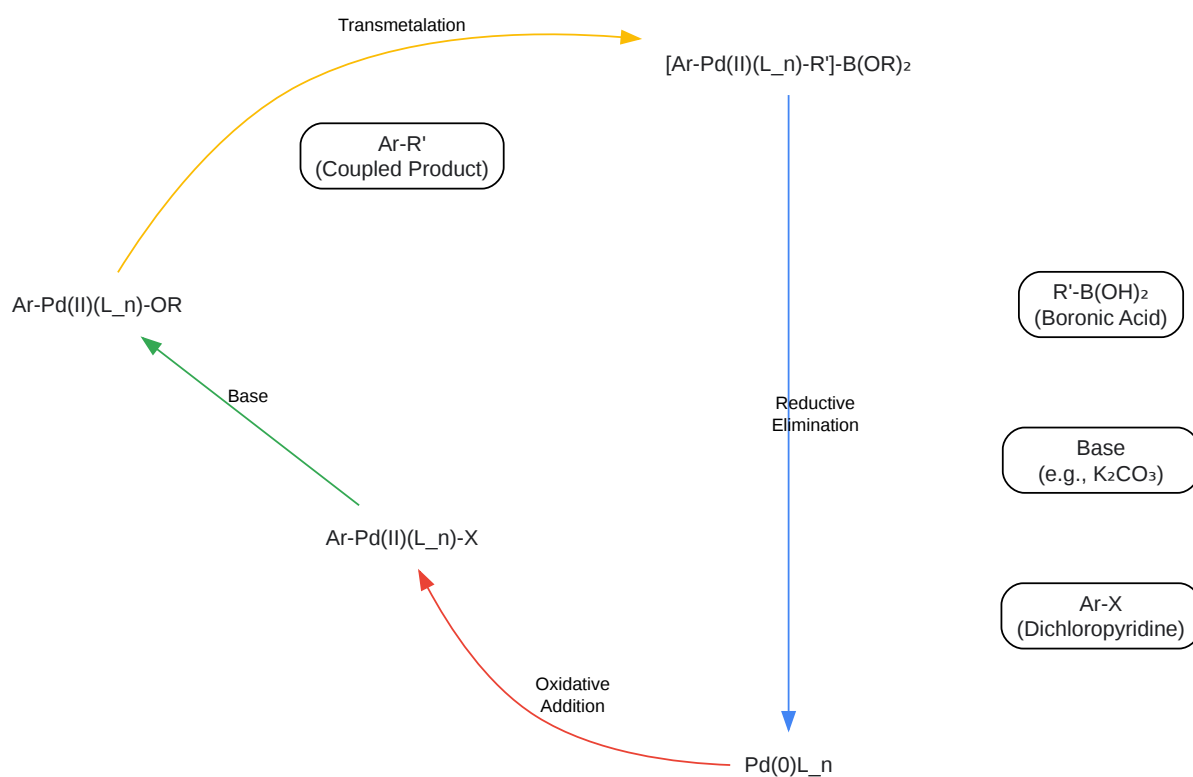 Transmetalation
[Ar-Pd(II)(L_n)-R']-B(OR)₂
Ar-R'
(Coupled Product)
Ar-Pd(II)(L_n)-OR
R'-B(OH)₂
(Boronic Acid)
Base
Reductive
Elimination
Base
(e.g., K₂CO₃)
Ar-Pd(II)(L_n)-X
Ar-X
(Dichloropyridine)
Oxidative
Addition
Pd(0)L_n